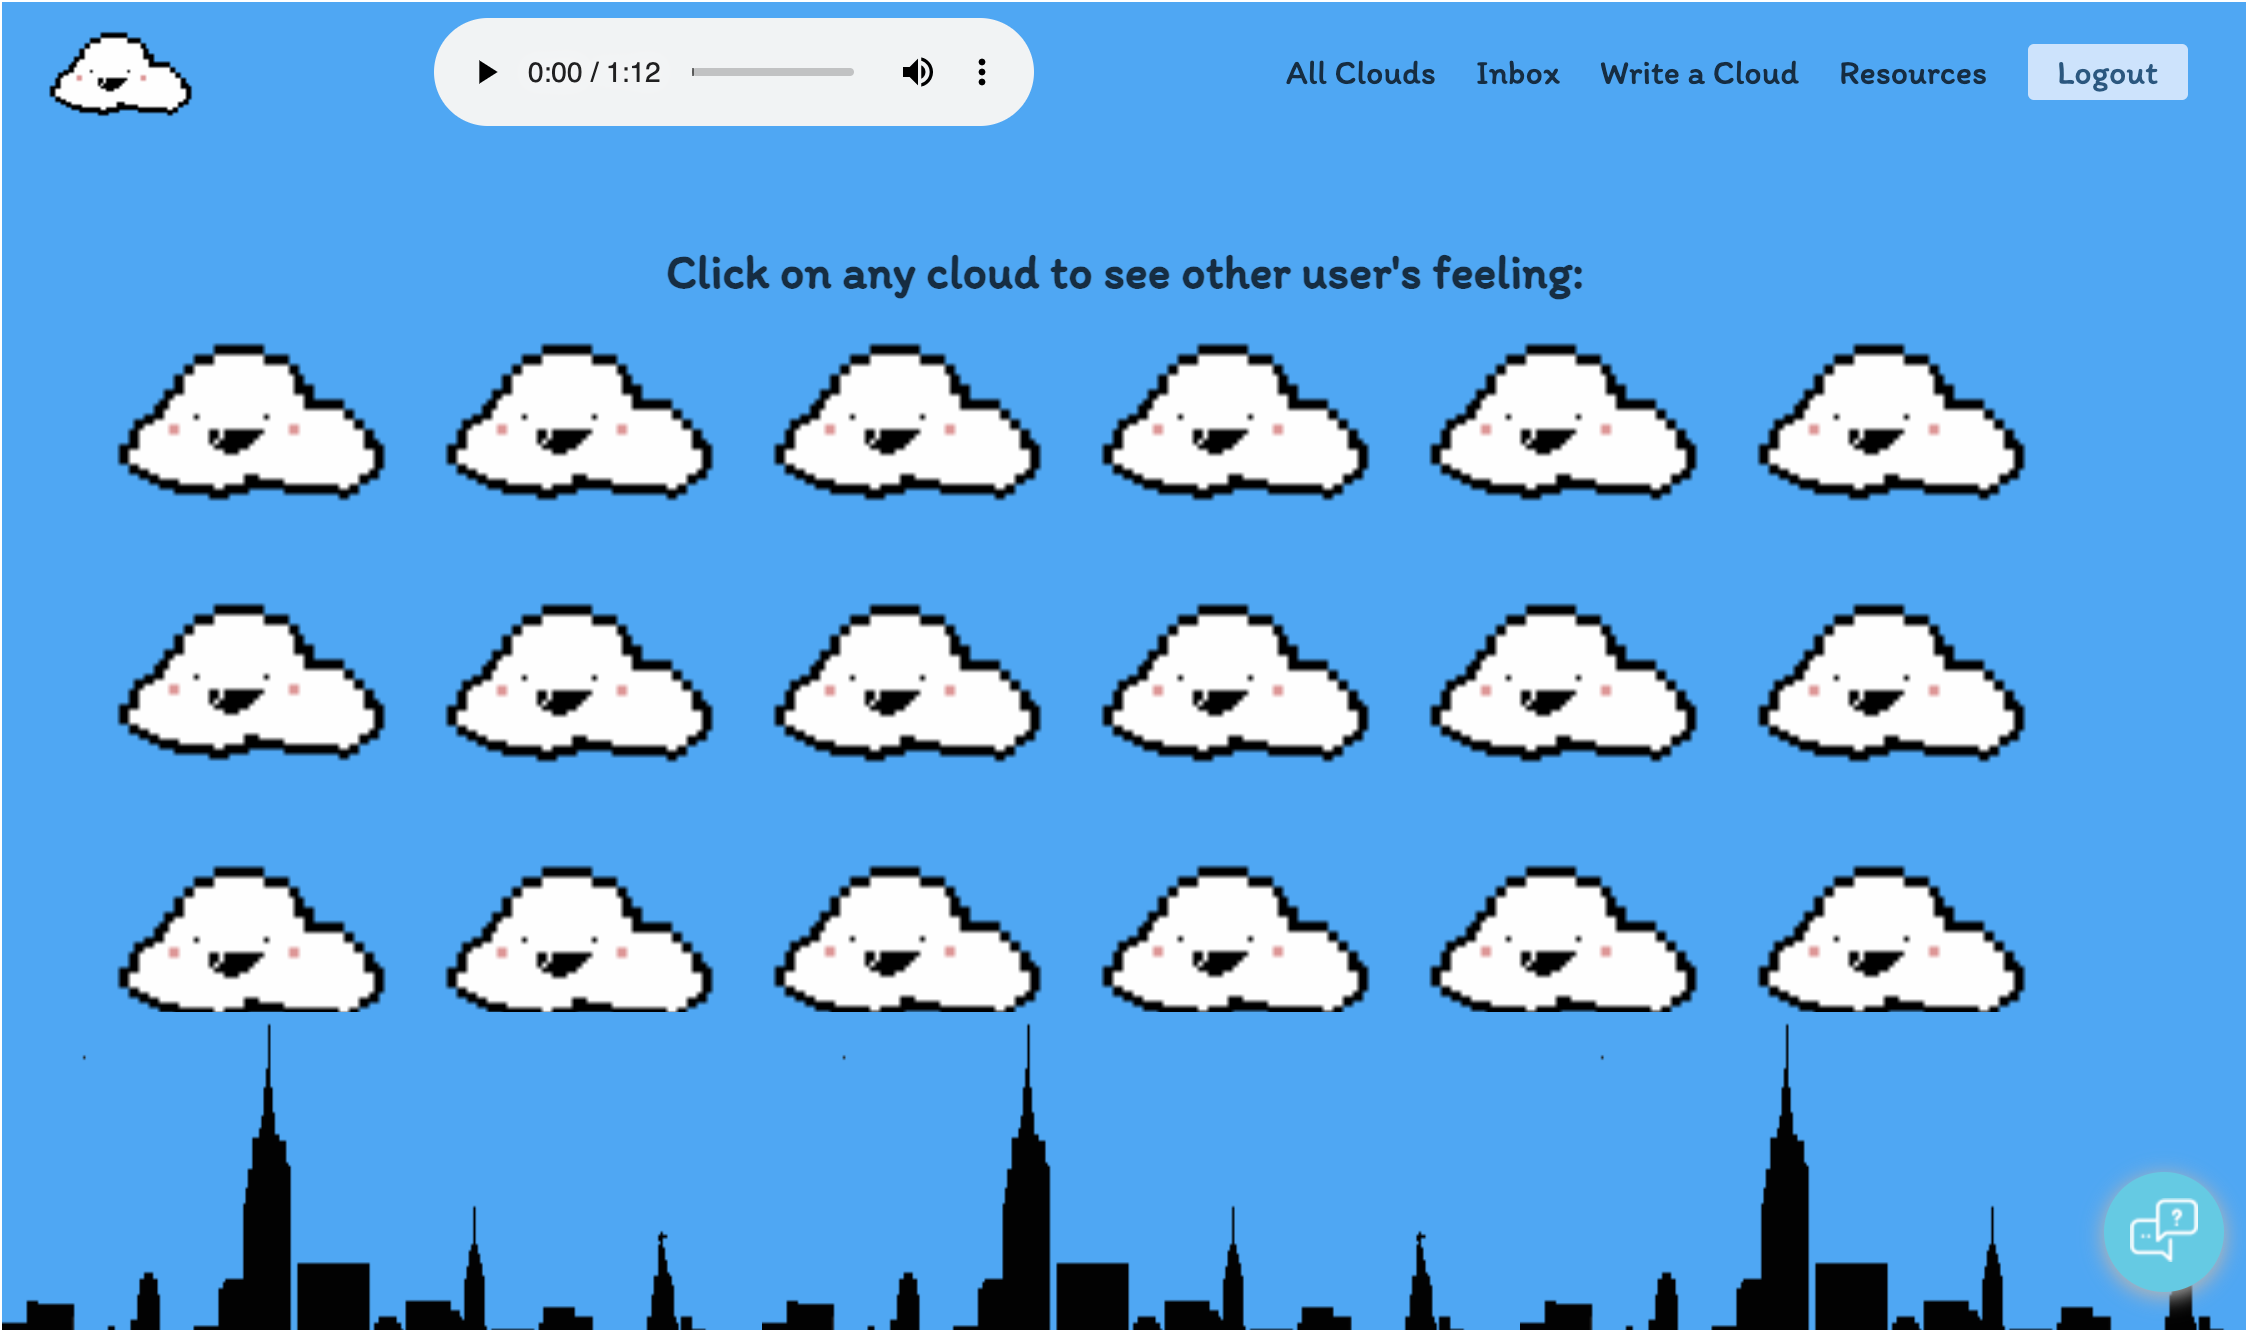 0:00 / 1:12
All Clouds Inbox Write a Cloud Resources Logout
Click on any cloud to see other user's feeling:
?